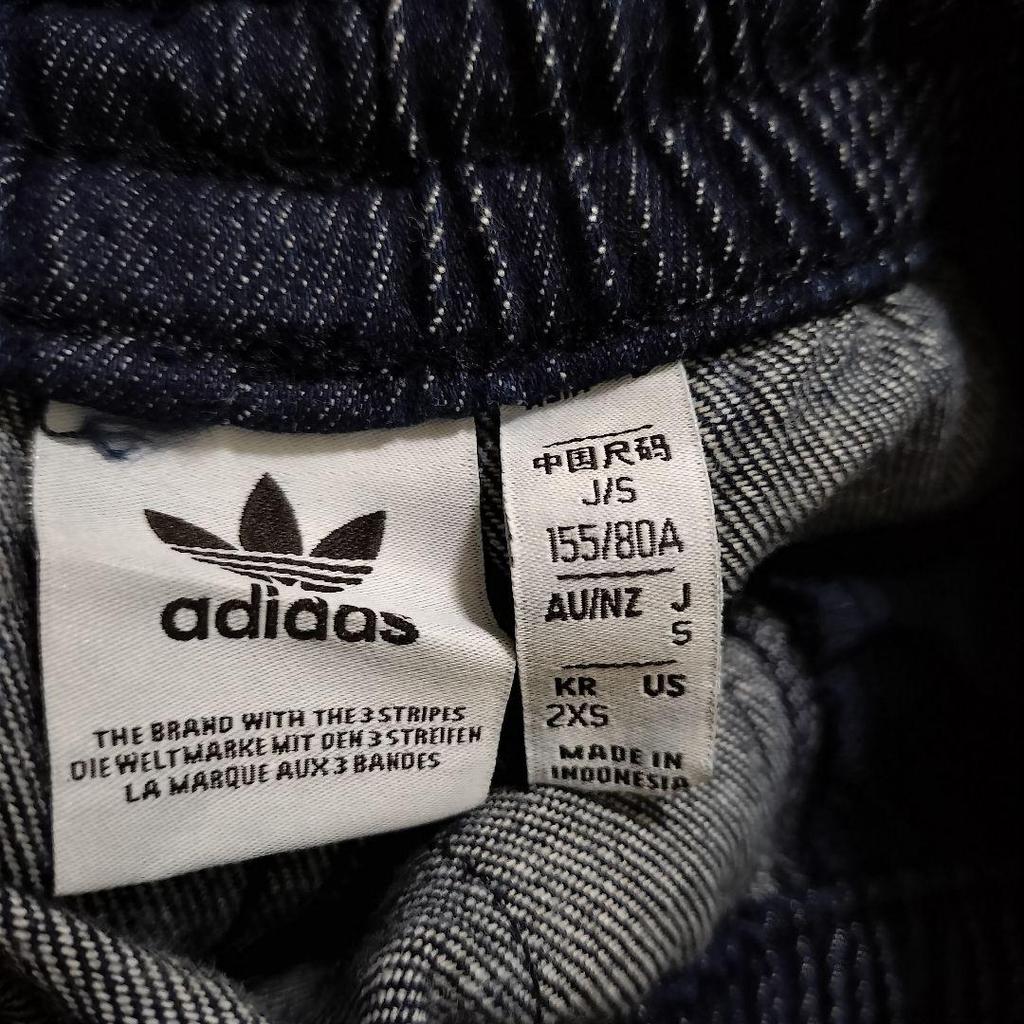 adidas
THE BRAND WITH THE 3 STRIPES
DIE WELTMARKE MIT DEN 3 STREIFEN
LA MARQUE AUX 3 BANDES
中国尺码
J/S
155/80A
AU/NZ J
S
KR US
2XS
MADE IN
INDONESIA